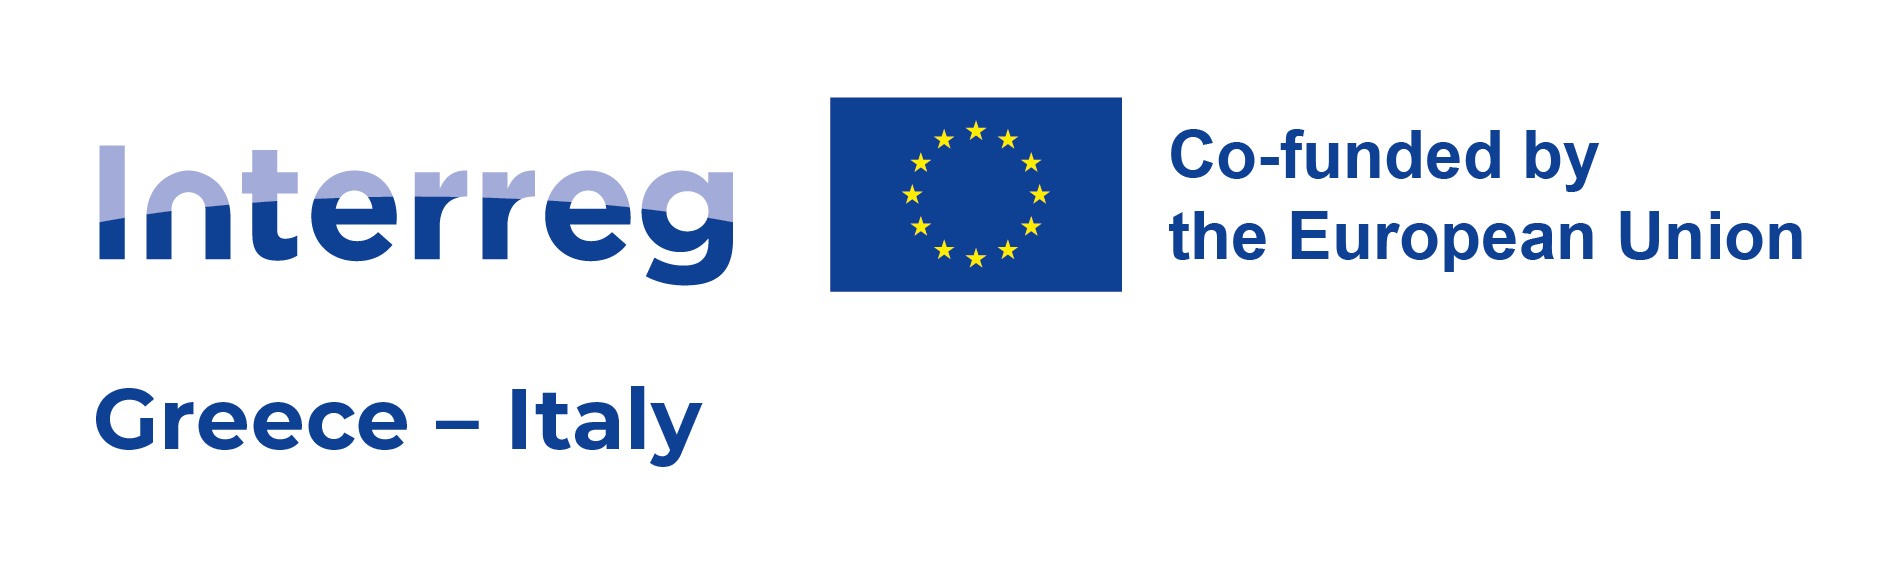 Interreg
Co-funded by
the European Union
Greece – Italy